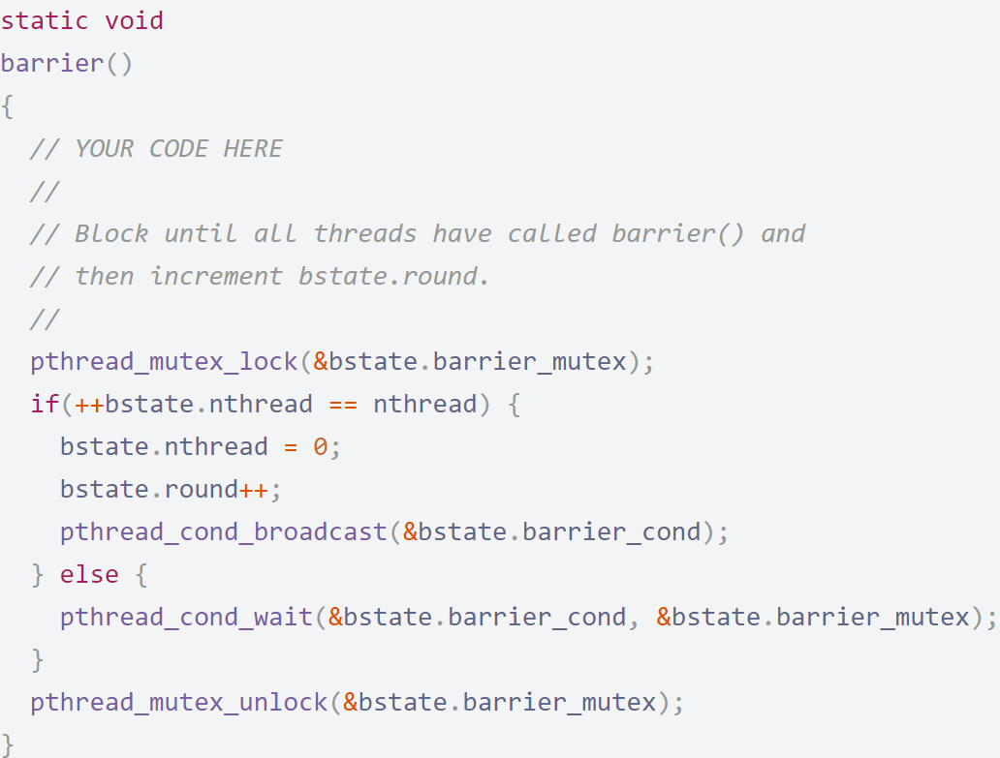 static void
barrier()
{
  // YOUR CODE HERE
  //
  // Block until all threads have called barrier() and
  // then increment bstate.round.
  //
  pthread_mutex_lock(&bstate.barrier_mutex);
  if(++bstate.nthread == nthread) {
    bstate.nthread = 0;
    bstate.round++;
    pthread_cond_broadcast(&bstate.barrier_cond);
  } else {
    pthread_cond_wait(&bstate.barrier_cond, &bstate.barrier_mutex);
  }
  pthread_mutex_unlock(&bstate.barrier_mutex);
}